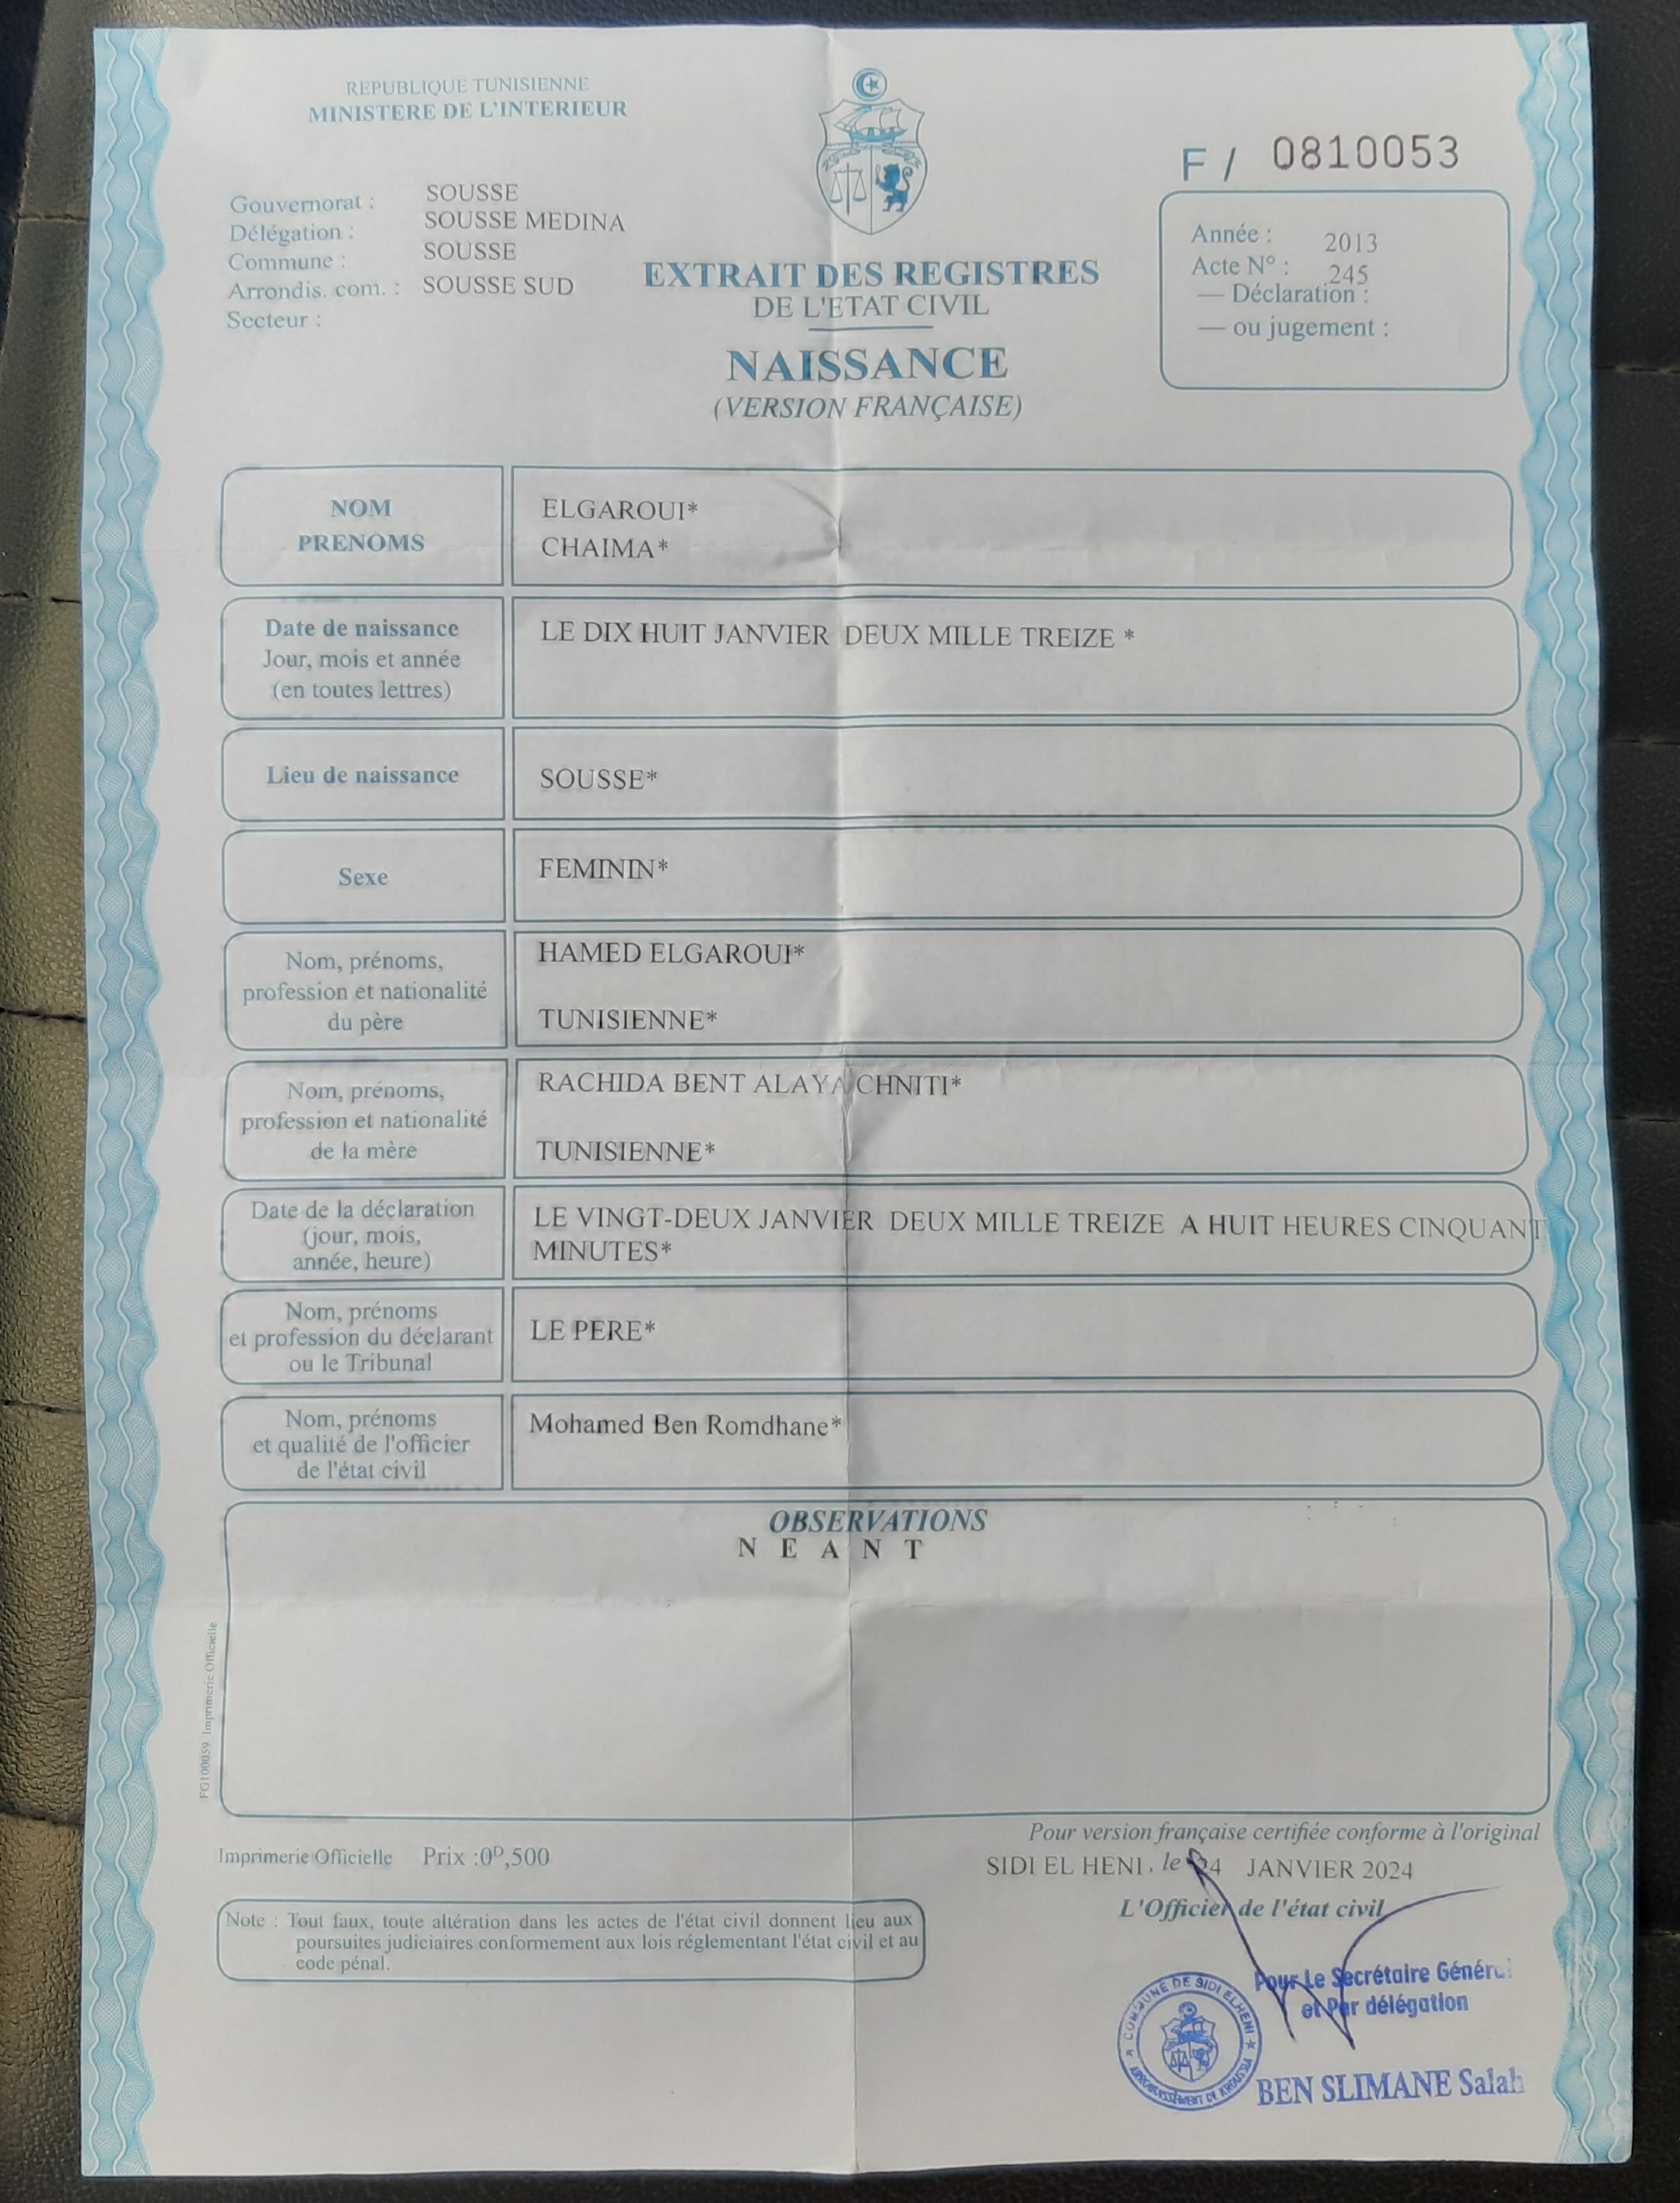 REPUBLIQUE TUNISIENNE
MINISTERE DE L'INTERIEUR
F / 0810053
Gouvernorat : SOUSSE
Délégation : SOUSSE MEDINA
Commune : SOUSSE
Arrondis. com. : SOUSSE SUD
Secteur :
Année : 2013
Acte N° : 245
— Déclaration :
— ou jugement :
EXTRAIT DES REGISTRES
DE L'ETAT CIVIL
NAISSANCE
(VERSION FRANÇAISE)
NOM ELGAROUI*
PRENOMS CHAIMA*
Date de naissance LE DIX HUIT JANVIER DEUX MILLE TREIZE *
Jour, mois et année
(en toutes lettres)
Lieu de naissance SOUSSE*
Sexe FEMININ*
Nom, prénoms, HAMED ELGAROUI*
profession et nationalité
du père TUNISIENNE*
Nom, prénoms, RACHIDA BENT ALAYA CHNITI*
profession et nationalité
de la mère TUNISIENNE*
Date de la déclaration LE VINGT-DEUX JANVIER DEUX MILLE TREIZE A HUIT HEURES CINQUANT
(jour, mois, MINUTES*
année, heure)
Nom, prénoms
et profession du déclarant LE PERE*
ou le Tribunal
Nom, prénoms Mohamed Ben Romdhane*
et qualité de l'officier
de l'état civil
OBSERVATIONS
N E A N T
FG100059 Imprimerie Officielle
Imprimerie Officielle Prix :0D,500
Pour version française certifiée conforme à l'original
SIDI EL HENI , le 24 JANVIER 2024
L'Officier de l'état civil
Note : Tout faux, toute altération dans les actes de l'état civil donnent lieu aux
poursuites judiciaires conformement aux lois réglementant l'état civil et au
code pénal.
Pour Le Secrétaire Général
et Par délégation
BEN SLIMANE Salah
COMMUNE DE SIDI ELHENI
ARRONDISSEMENT DE KROUSSIA